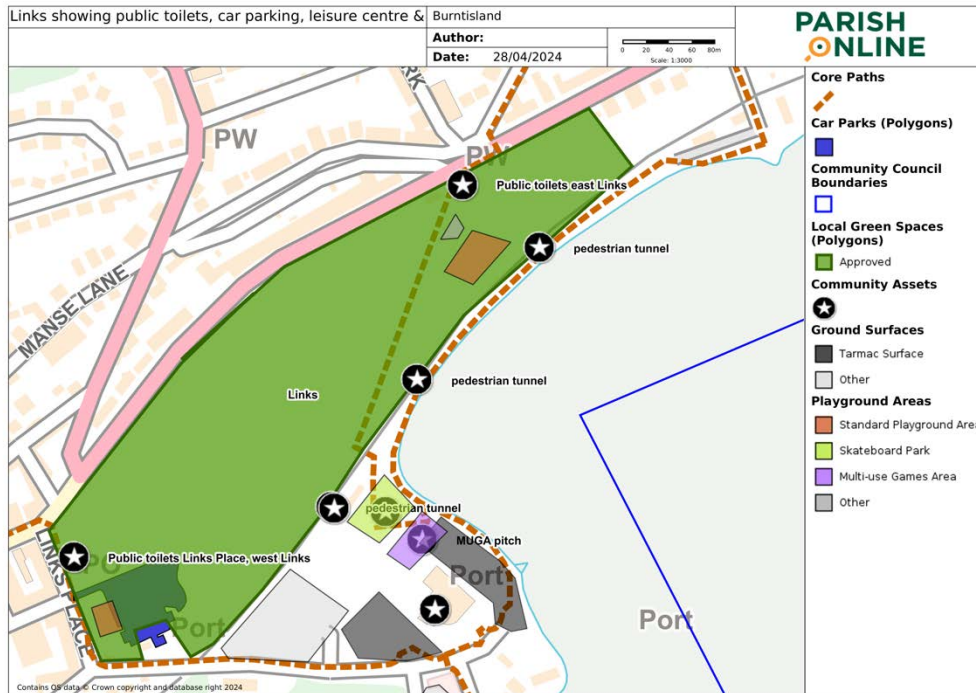 Links showing public toilets, car parking, leisure centre &
Burntisland
Author:
Date: 28/04/2024
0 20 40 60 80m
Scale: 1:3000
PARISH
ONLINE
PW
PW
Public toilets east Links
pedestrian tunnel
MANSE LANE
pedestrian tunnel
Links
pedestrian tunnel
MUGA pitch
Public toilets Links Place, west Links
LINKS PLACE
Port
Port
Port
Contains OS data © Crown copyright and database right 2024
Core Paths
Car Parks (Polygons)
Community Council
Boundaries
Local Green Spaces
(Polygons)
Approved
Community Assets
Ground Surfaces
Tarmac Surface
Other
Playground Areas
Standard Playground Area
Skateboard Park
Multi-use Games Area
Other